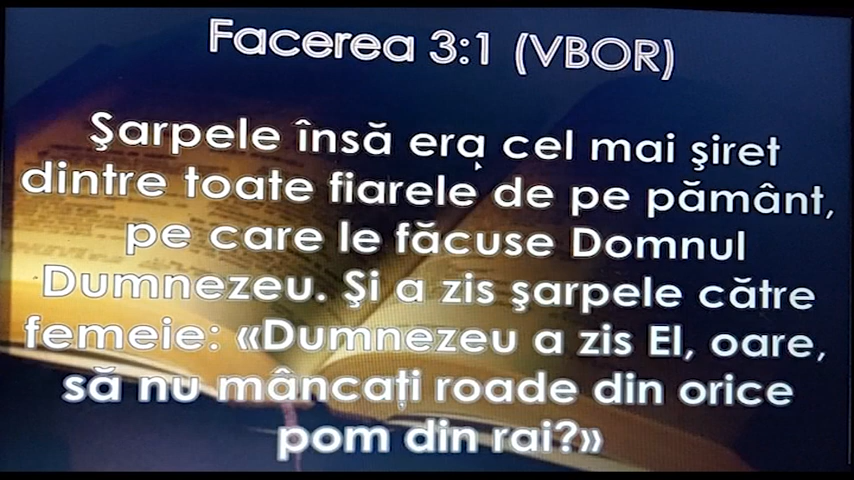 Facerea 3:1 (VBOR)
Şarpele însă era cel mai şiret
dintre toate fiarele de pe pământ,
pe care le făcuse Domnul
Dumnezeu. Şi a zis şarpele către
femeie: «Dumnezeu a zis El, oare,
să nu mâncaţi roade din orice
pom din rai?»